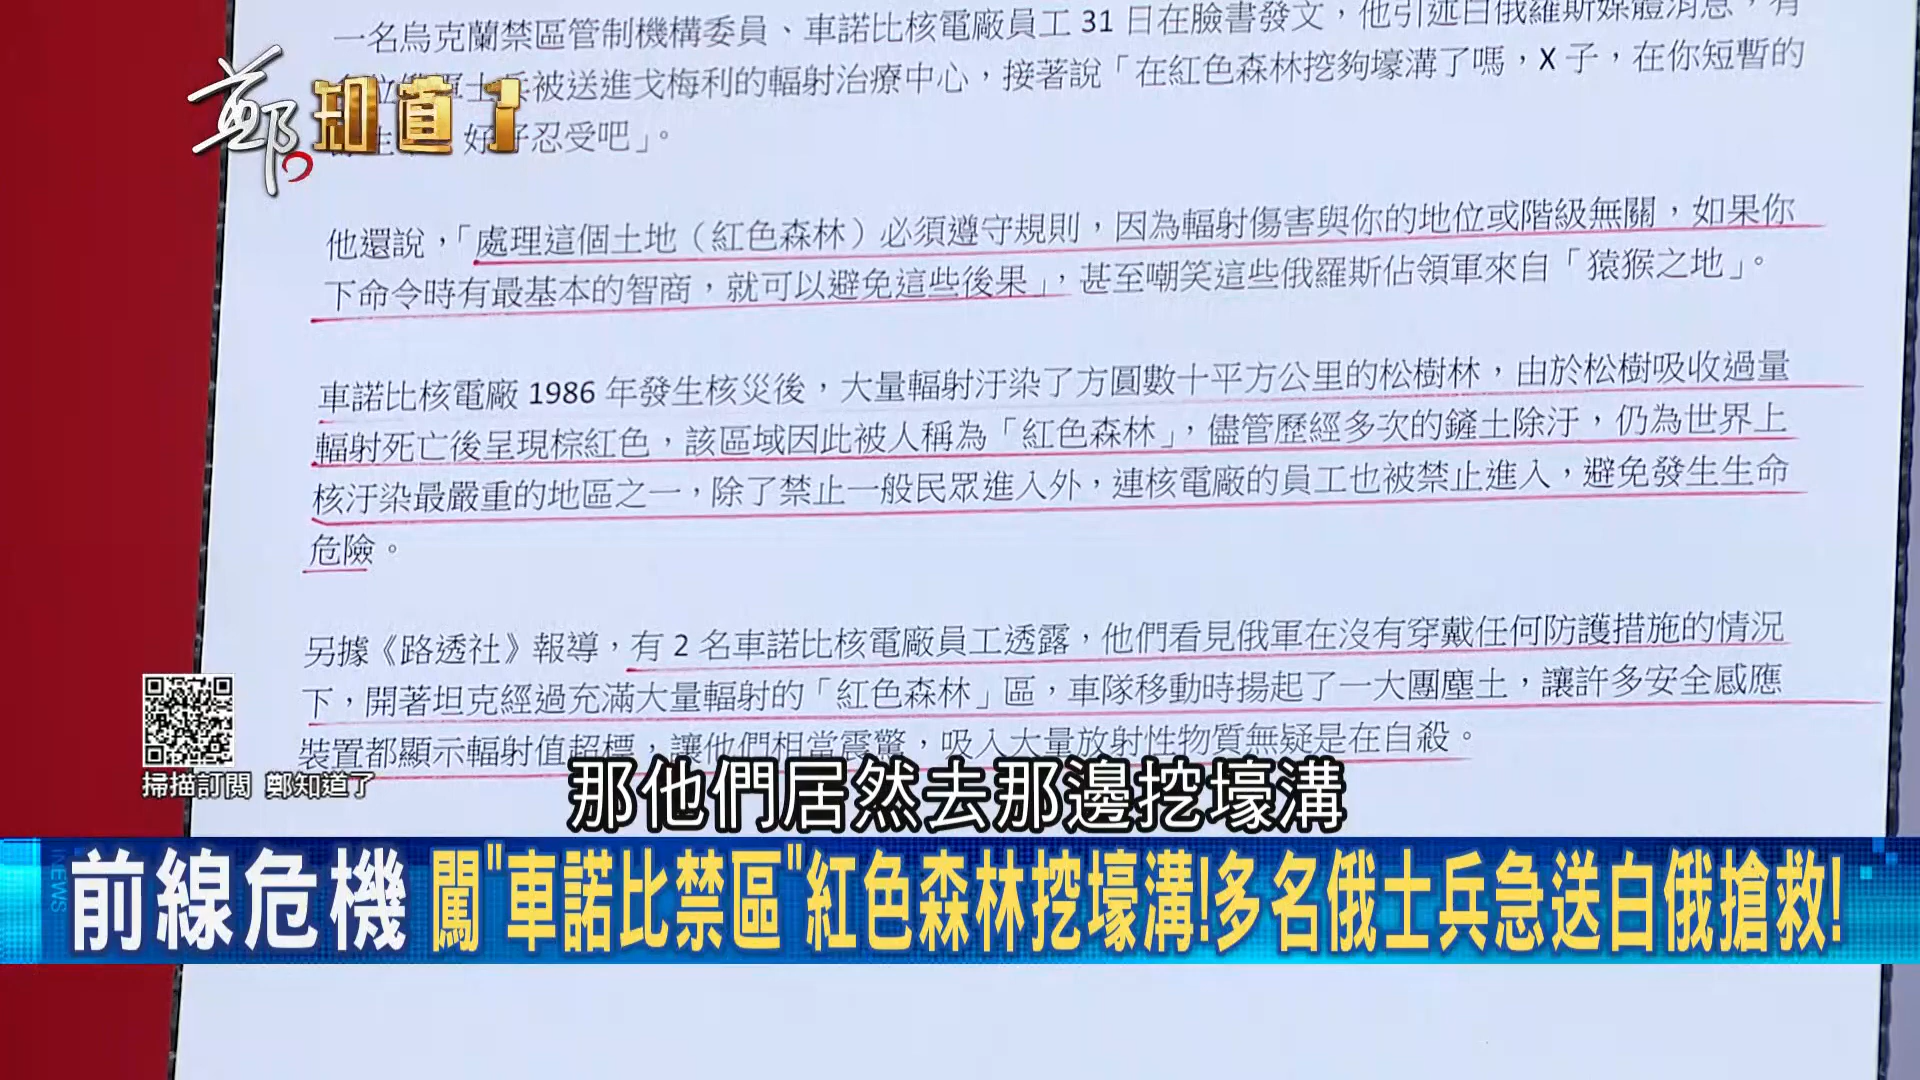 一名烏克蘭禁區管制機構委員、車諾比核電廠員工 31 日在臉書發文，他引述白俄羅斯媒體消息，有
士兵被送進戈梅利的輻射治療中心，接著說「在紅色森林挖夠壕溝了嗎，X 子，在你短暫的
好好忍受吧」。
鄭知道了
他還說，「處理這個土地（紅色森林）必須遵守規則，因為輻射傷害與你的地位或階級無關，如果你
下命令時有最基本的智商，就可以避免這些後果」，甚至嘲笑這些俄羅斯佔領軍來自「猿猴之地」。
車諾比核電廠 1986 年發生核災後，大量輻射汙染了方圓數十平方公里的松樹林，由於松樹吸收過量
輻射死亡後呈現棕紅色，該區域因此被人稱為「紅色森林」，儘管歷經多次的鏟土除汙，仍為世界上
核汙染最嚴重的地區之一，除了禁止一般民眾進入外，連核電廠的員工也被禁止進入，避免發生生命
危險。
另據《路透社》報導，有 2 名車諾比核電廠員工透露，他們看見俄軍在沒有穿戴任何防護措施的情況
下，開著坦克經過充滿大量輻射的「紅色森林」區，車隊移動時揚起了一大團塵土，讓許多安全感應
裝置都顯示輻射值超標，讓他們相當震驚，吸入大量放射性物質無疑是在自殺。
掃描訂閱 鄭知道了
那他們居然去那邊挖壕溝
INEWS
前線危機 闖"車諾比禁區"紅色森林挖壕溝!多名俄士兵急送白俄搶救!